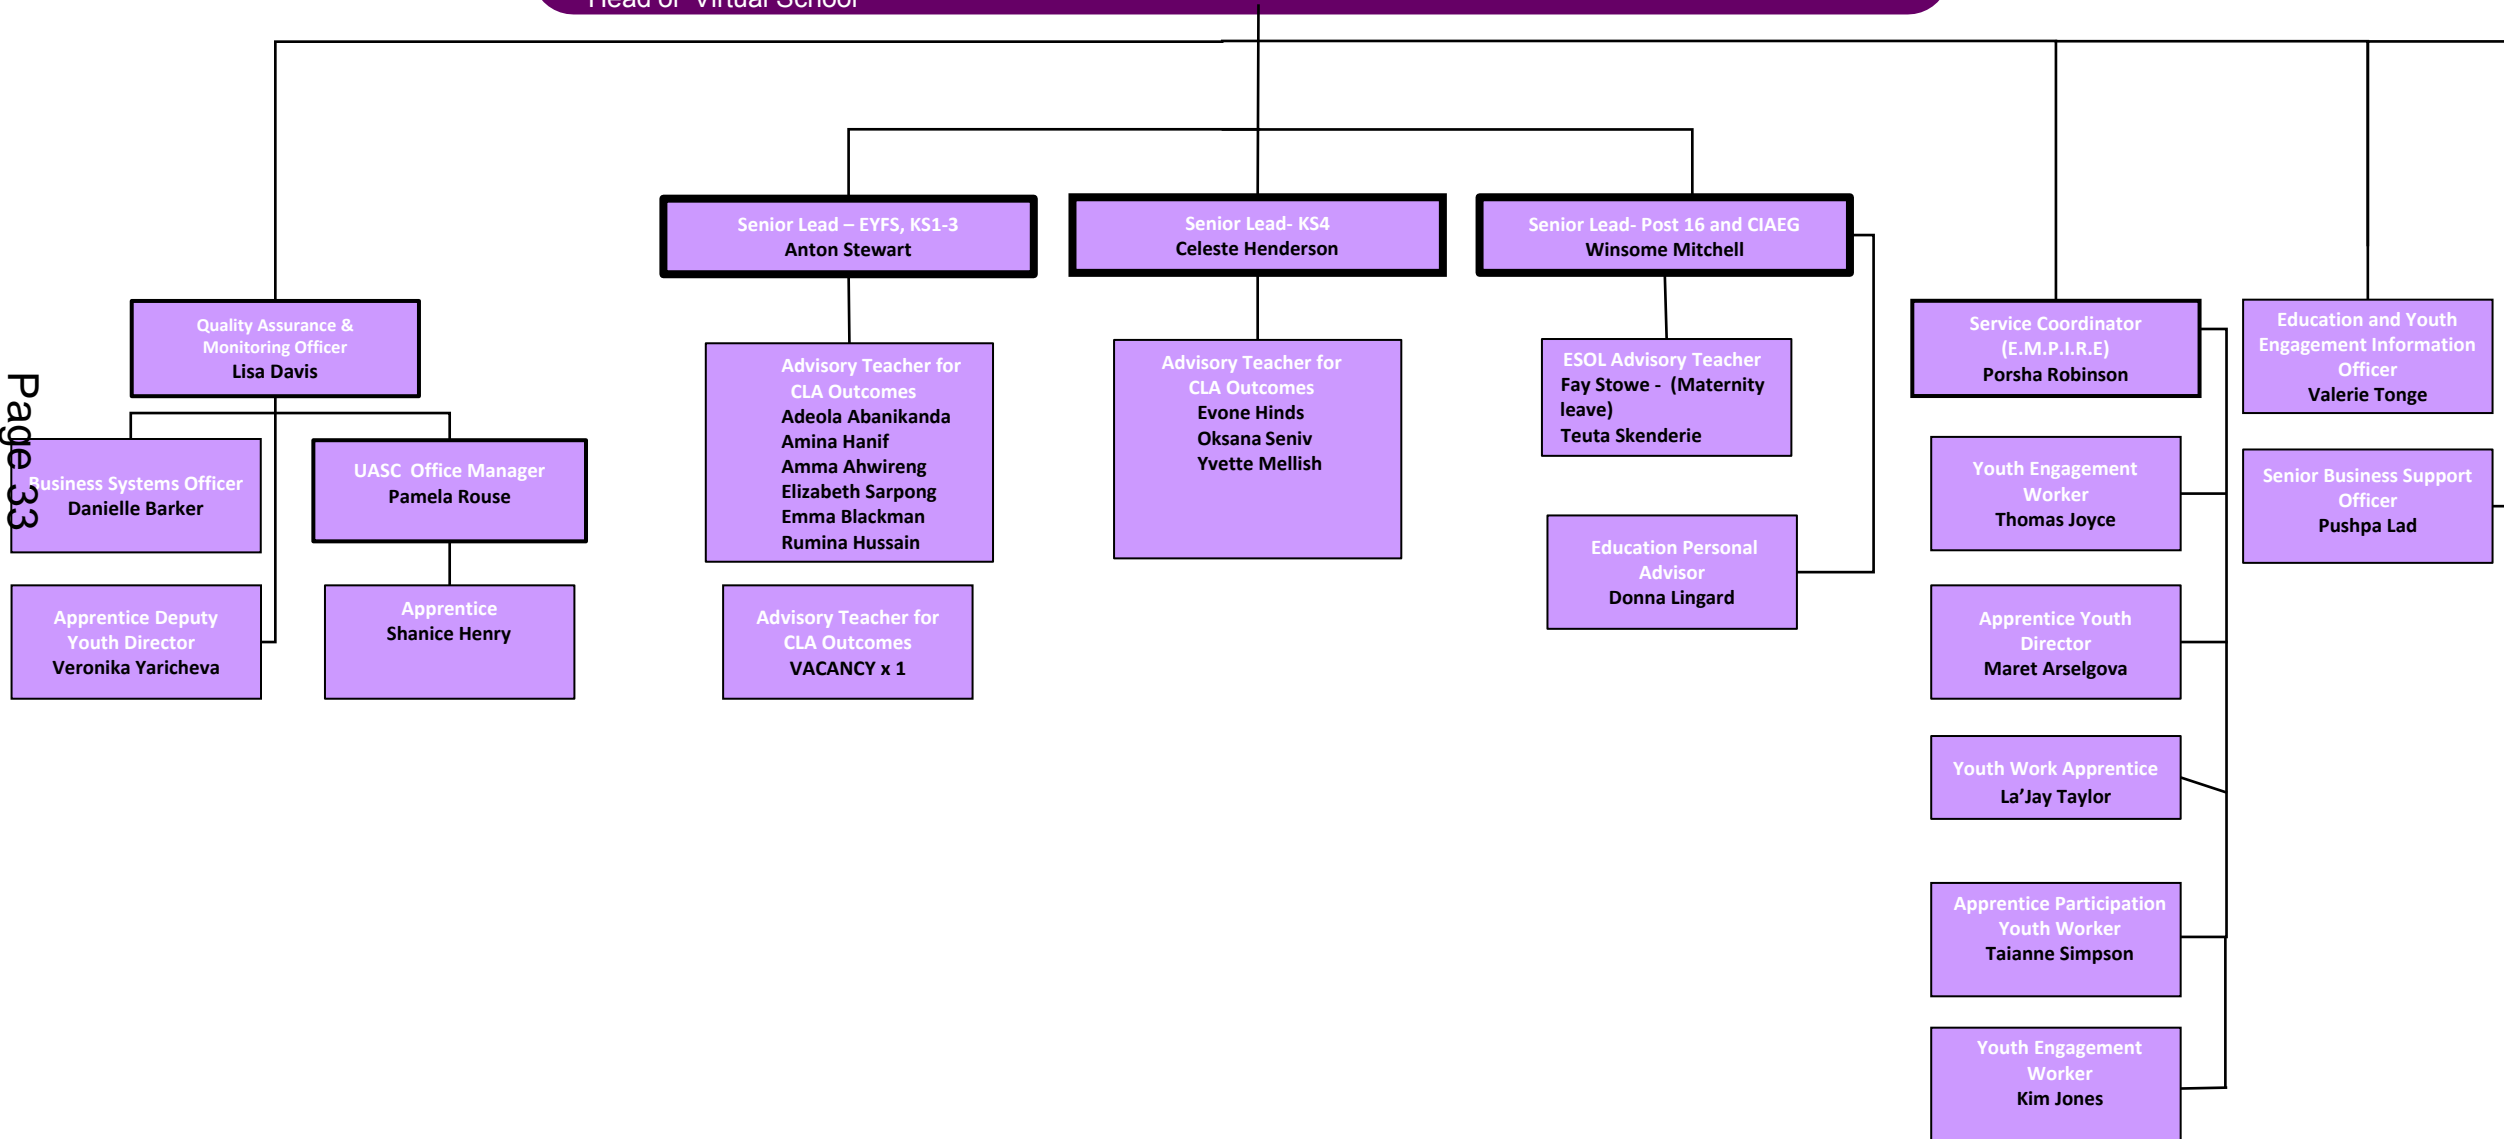 Head of Virtual School
Senior Lead – EYFS, KS1-3
Anton Stewart
Senior Lead- KS4
Celeste Henderson
Senior Lead- Post 16 and CIAEG
Winsome Mitchell
Quality Assurance &
Monitoring Officer
Lisa Davis
Service Coordinator
(E.M.P.I.R.E)
Porsha Robinson
Education and Youth
Engagement Information
Officer
Valerie Tonge
Advisory Teacher for
CLA Outcomes
Adeola Abanikanda
Amina Hanif
Amma Ahwireng
Elizabeth Sarpong
Emma Blackman
Rumina Hussain
Advisory Teacher for
CLA Outcomes
Evone Hinds
Oksana Seniv
Yvette Mellish
ESOL Advisory Teacher
Fay Stowe - (Maternity
leave)
Teuta Skenderie
Page 33
Business Systems Officer
Danielle Barker
UASC Office Manager
Pamela Rouse
Youth Engagement
Worker
Thomas Joyce
Senior Business Support
Officer
Pushpa Lad
Education Personal
Advisor
Donna Lingard
Apprentice Deputy
Youth Director
Veronika Yaricheva
Apprentice
Shanice Henry
Advisory Teacher for
CLA Outcomes
VACANCY x 1
Apprentice Youth
Director
Maret Arselgova
Youth Work Apprentice
La’Jay Taylor
Apprentice Participation
Youth Worker
Taianne Simpson
Youth Engagement
Worker
Kim Jones